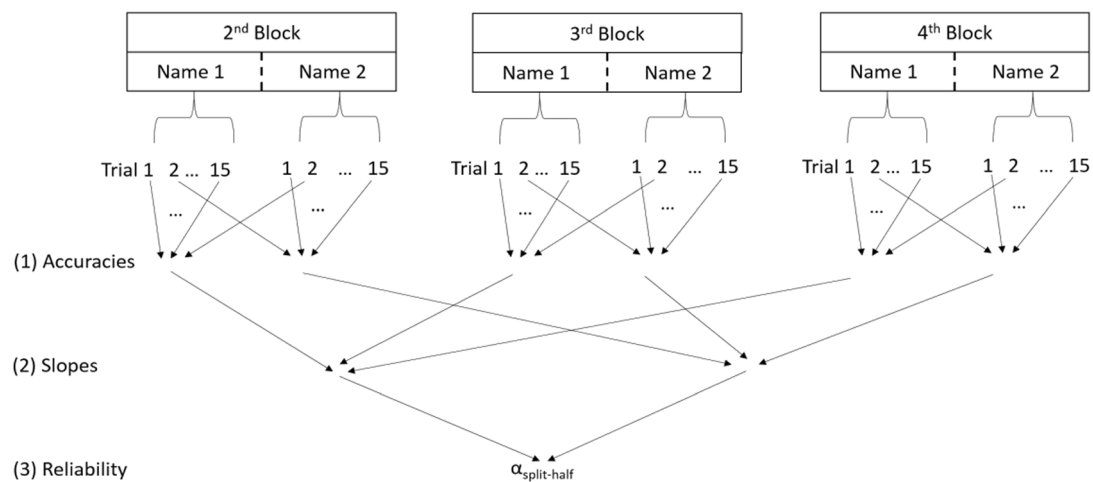 2nd Block 3rd Block 4th Block
Name 1 Name 2 Name 1 Name 2 Name 1 Name 2
Trial 1 2 ... 15 1 2 ... 15 Trial 1 2 ... 15 1 2 ... 15 Trial 1 2 ... 15 1 2 ... 15
... ... ... ... ... ...
(1) Accuracies
(2) Slopes
(3) Reliability αsplit-half